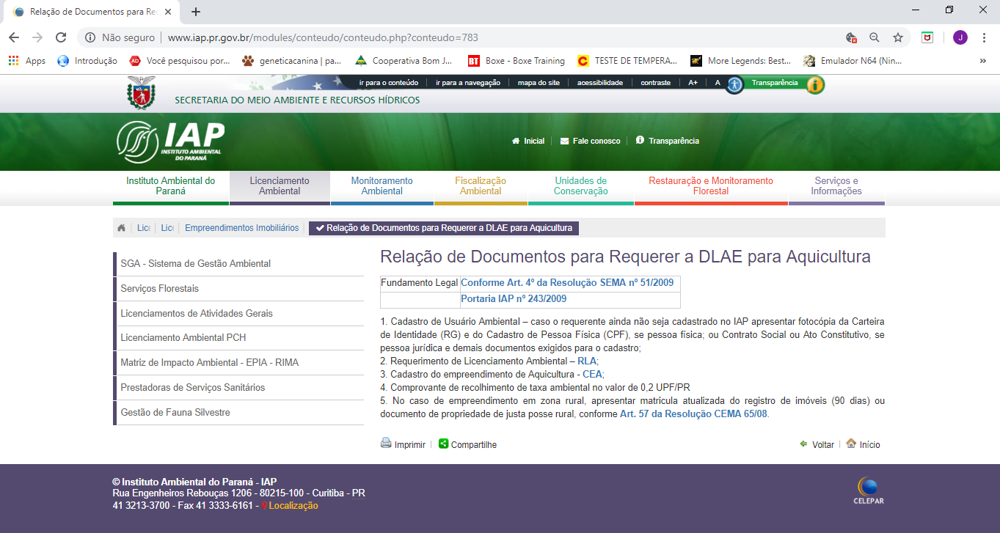 Relação de Documentos para Re
Não seguro
www.iap.pr.gov.br/modules/conteudo/conteudo.php?conteudo=783
J
Apps
Introdução
AD
Você pesquisou por...
geneticacanina | pa...
Cooperativa Bom J...
BT
Boxe - Boxe Training
C
TESTE DE TEMPERA...
More Legends: Best...
Emulador N64 (Nin...
»
ir para o conteúdo
ir para a navegação
mapa do site
acessibilidade
contraste
A+
A
Transparência
SECRETARIA DO MEIO AMBIENTE E RECURSOS HÍDRICOS
IAP
INSTITUTO AMBIENTAL
DO PARANÁ
Inicial
Fale conosco
Transparência
Instituto Ambiental do
Paraná
Licenciamento
Ambiental
Monitoramento
Ambiental
Fiscalização
Ambiental
Unidades de
Conservação
Restauração e Monitoramento
Florestal
Serviços e
Informações
Lic
Lic
Empreendimentos Imobiliários
Relação de Documentos para Requerer a DLAE para Aquicultura
SGA - Sistema de Gestão Ambiental
Serviços Florestais
Licenciamentos de Atividades Gerais
Licenciamento Ambiental PCH
Matriz de Impacto Ambiental - EPIA - RIMA
Prestadoras de Serviços Sanitários
Gestão de Fauna Silvestre
Relação de Documentos para Requerer a DLAE para Aquicultura
Fundamento Legal Conforme Art. 4º da Resolução SEMA nº 51/2009
Portaria IAP nº 243/2009
1. Cadastro de Usuário Ambiental – caso o requerente ainda não seja cadastrado no IAP apresentar fotocópia da Carteira
de Identidade (RG) e do Cadastro de Pessoa Física (CPF), se pessoa física; ou Contrato Social ou Ato Constitutivo, se
pessoa jurídica e demais documentos exigidos para o cadastro;
2. Requerimento de Licenciamento Ambiental – RLA;
3. Cadastro do empreendimento de Aquicultura - CEA;
4. Comprovante de recolhimento de taxa ambiental no valor de 0,2 UPF/PR
5. No caso de empreendimento em zona rural, apresentar matricula atualizada do registro de imóveis (90 dias) ou
documento de propriedade de justa posse rural, conforme Art. 57 da Resolução CEMA 65/08.
Imprimir
Compartilhe
Voltar
Início
© Instituto Ambiental do Paraná - IAP
Rua Engenheiros Rebouças 1206 - 80215-100 - Curitiba - PR
41 3213-3700 - Fax 41 3333-6161 - Localização
CELEPAR